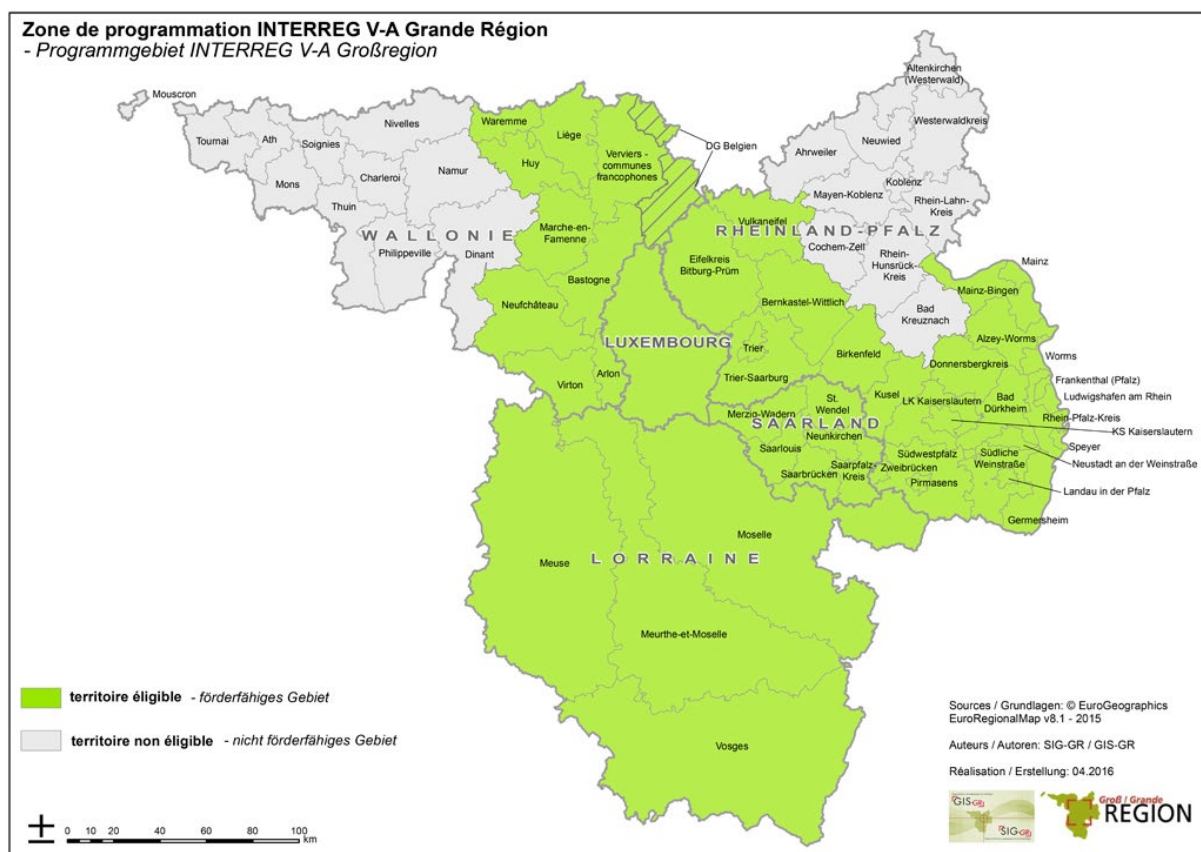 Zone de programmation INTERREG V-A Grande Région
- Programmgebiet INTERREG V-A Großregion
Mouscron
Tournai
Ath
Soignies
Nivelles
Mons
Charleroi
Namur
Thuin
WALLONIE
Philippeville
Dinant
Waremme
Liège
Huy
Verviers -
communes
francophones
DG Belgien
Marche-en-
Famenne
Bastogne
Neufchâteau
Virton
Arlon
LUXEMBOURG
Altenkirchen
(Westerwald)
Westerwaldkreis
Neuwied
Ahrweiler
Koblenz
Mayen-Koblenz
Rhein-Lahn-
Kreis
Vulkaneifel
RHEINLAND-PFALZ
Cochem-Zell
Eifelkreis
Bitburg-Prüm
Rhein-
Hunsrück-
Kreis
Mainz
Mainz-Bingen
Bernkastel-Wittlich
Bad
Kreuznach
Alzey-Worms
Trier
Birkenfeld
Worms
Donnersbergkreis
Trier-Saarburg
Frankenthal (Pfalz)
Kusel
LK Kaiserslautern
Bad
Dürkheim
Ludwigshafen am Rhein
Rhein-Pfalz-Kreis
KS Kaiserslautern
Speyer
Neustadt an der Weinstraße
Landau in der Pfalz
St.
Wendel
Merzig-Wadern
SAARLAND
Neunkirchen
Saarlouis
Saarbrücken
Saarpfalz-
Kreis
Südwestpfalz
Zweibrücken
Pirmasens
Südliche
Weinstraße
Germersheim
Moselle
LORRAINE
Meuse
Meurthe-et-Moselle
Vosges
territoire éligible - förderfähiges Gebiet
territoire non éligible - nicht förderfähiges Gebiet
0 20 40 60 80 100
km
Sources / Grundlagen: © EuroGeographics
EuroRegionalMap v8.1 - 2015
Auteurs / Autoren: SIG-GR / GIS-GR
Réalisation / Erstellung: 04.2016
GIS-GR
SIG-GR
Groß / Grande
REGION